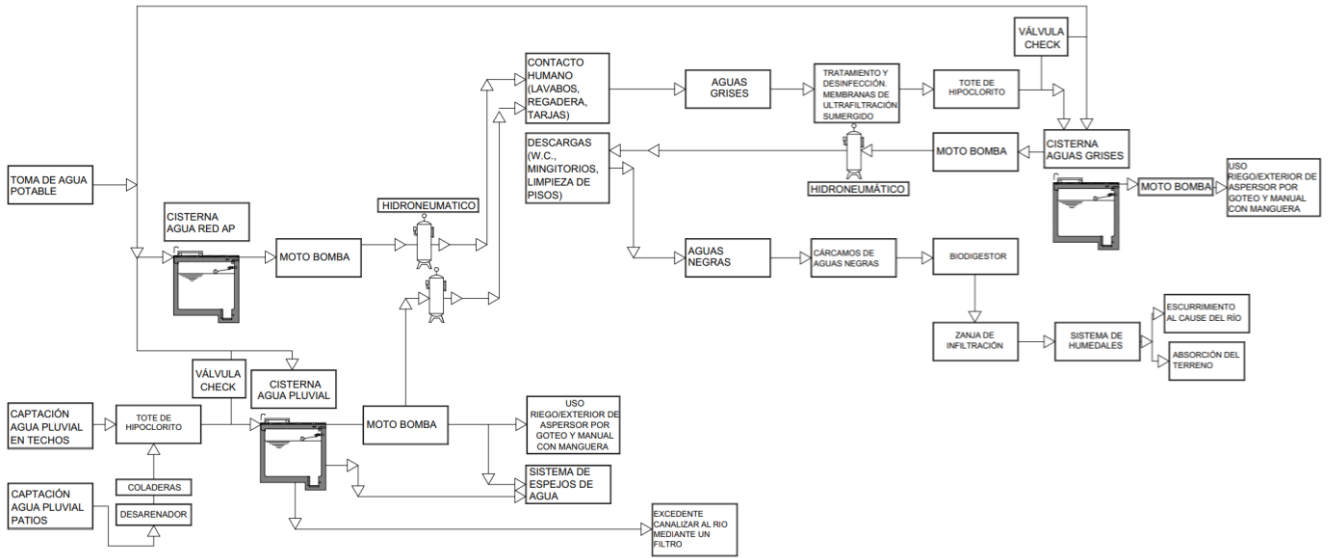 VÁLVULA
CHECK
CONTACTO
HUMANO
(LAVABOS,
REGADERA,
TARJAS)
AGUAS
GRISES
TRATAMIENTO Y
DESINFECCIÓN.
MEMBRANAS DE
ULTRAFILTRACIÓN
SUMERGIDO
TOTE DE
HIPOCLORITO
DESCARGAS
(W.C.,
MINGITORIOS,
LIMPIEZA DE
PISOS)
HIDRONEUMÁTICO
MOTO BOMBA
CISTERNA
AGUAS GRISES
TOMA DE AGUA
POTABLE
MOTO BOMBA
USO
RIEGO/EXTERIOR DE
ASPERSOR POR
GOTEO Y MANUAL
CON MANGUERA
HIDRONEUMATICO
CISTERNA
AGUA RED AP
MOTO BOMBA
AGUAS
NEGRAS
CÁRCAMOS DE
AGUAS NEGRAS
BIODIGESTOR
ESCURRIMIENTO
AL CAUSE DEL RÍO
ZANJA DE
INFILTRACIÓN
SISTEMA DE
HUMEDALES
ABSORCIÓN DEL
TERRENO
VÁLVULA
CHECK
CISTERNA
AGUA PLUVIAL
CAPTACIÓN
AGUA PLUVIAL
EN TECHOS
TOTE DE
HIPOCLORITO
MOTO BOMBA
USO
RIEGO/EXTERIOR DE
ASPERSOR POR
GOTEO Y MANUAL
CON MANGUERA
SISTEMA DE
ESPEJOS DE
AGUA
COLADERAS
CAPTACIÓN
AGUA PLUVIAL
PATIOS
DESARENADOR
EXCEDENTE
CANALIZAR AL RIO
MEDIANTE UN
FILTRO